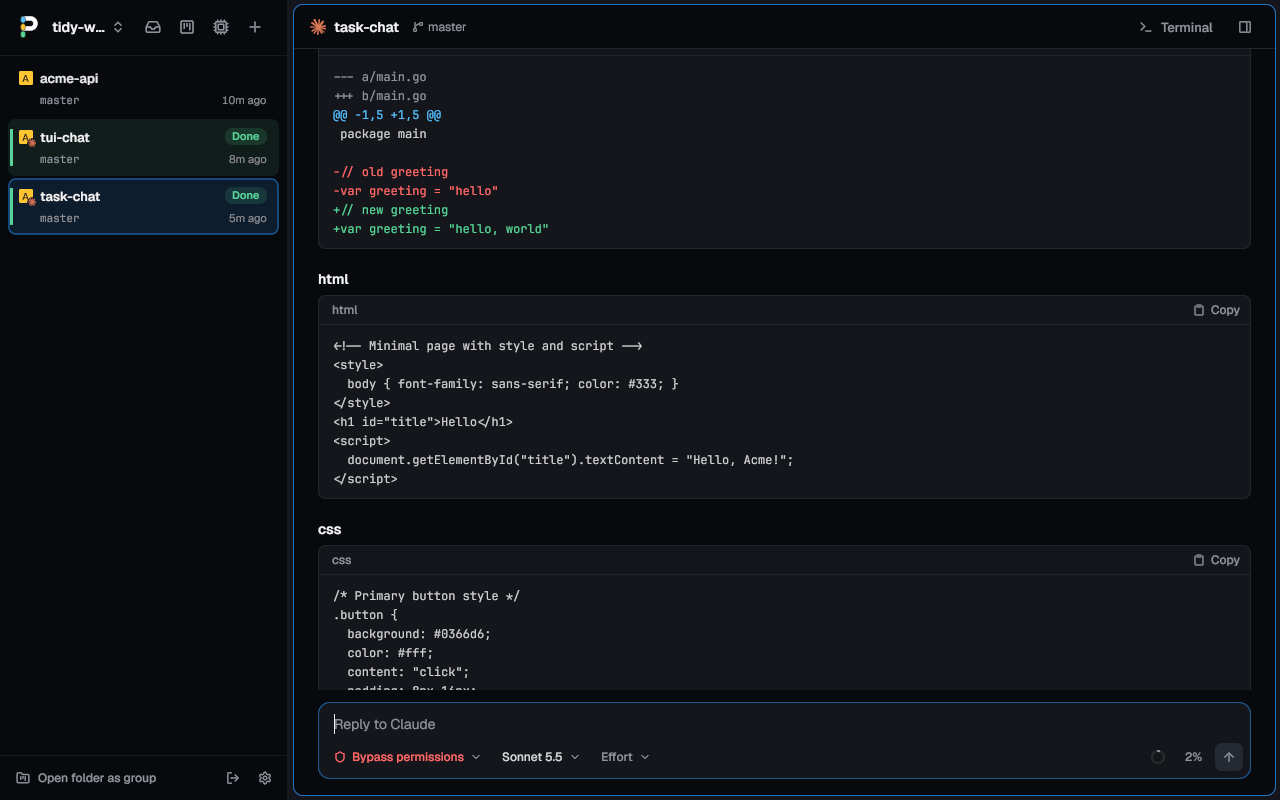 tidy-w...
A acme-api
master 10m ago
A tui-chat Done
master 8m ago
A task-chat Done
master 5m ago
Open folder as group
task-chat master Terminal
--- a/main.go
+++ b/main.go
@@ -1,5 +1,5 @@
package main
-// old greeting
-var greeting = "hello"
+// new greeting
+var greeting = "hello, world"
html
html Copy
<!-- Minimal page with style and script -->
<style>
body { font-family: sans-serif; color: #333; }
</style>
<h1 id="title">Hello</h1>
<script>
document.getElementById("title").textContent = "Hello, Acme!";
</script>
css
css Copy
/* Primary button style */
.button {
background: #0366d6;
color: #fff;
content: "click";
padding: 8px 16px;
Reply to Claude
Bypass permissions Sonnet 5.5 Effort 2%